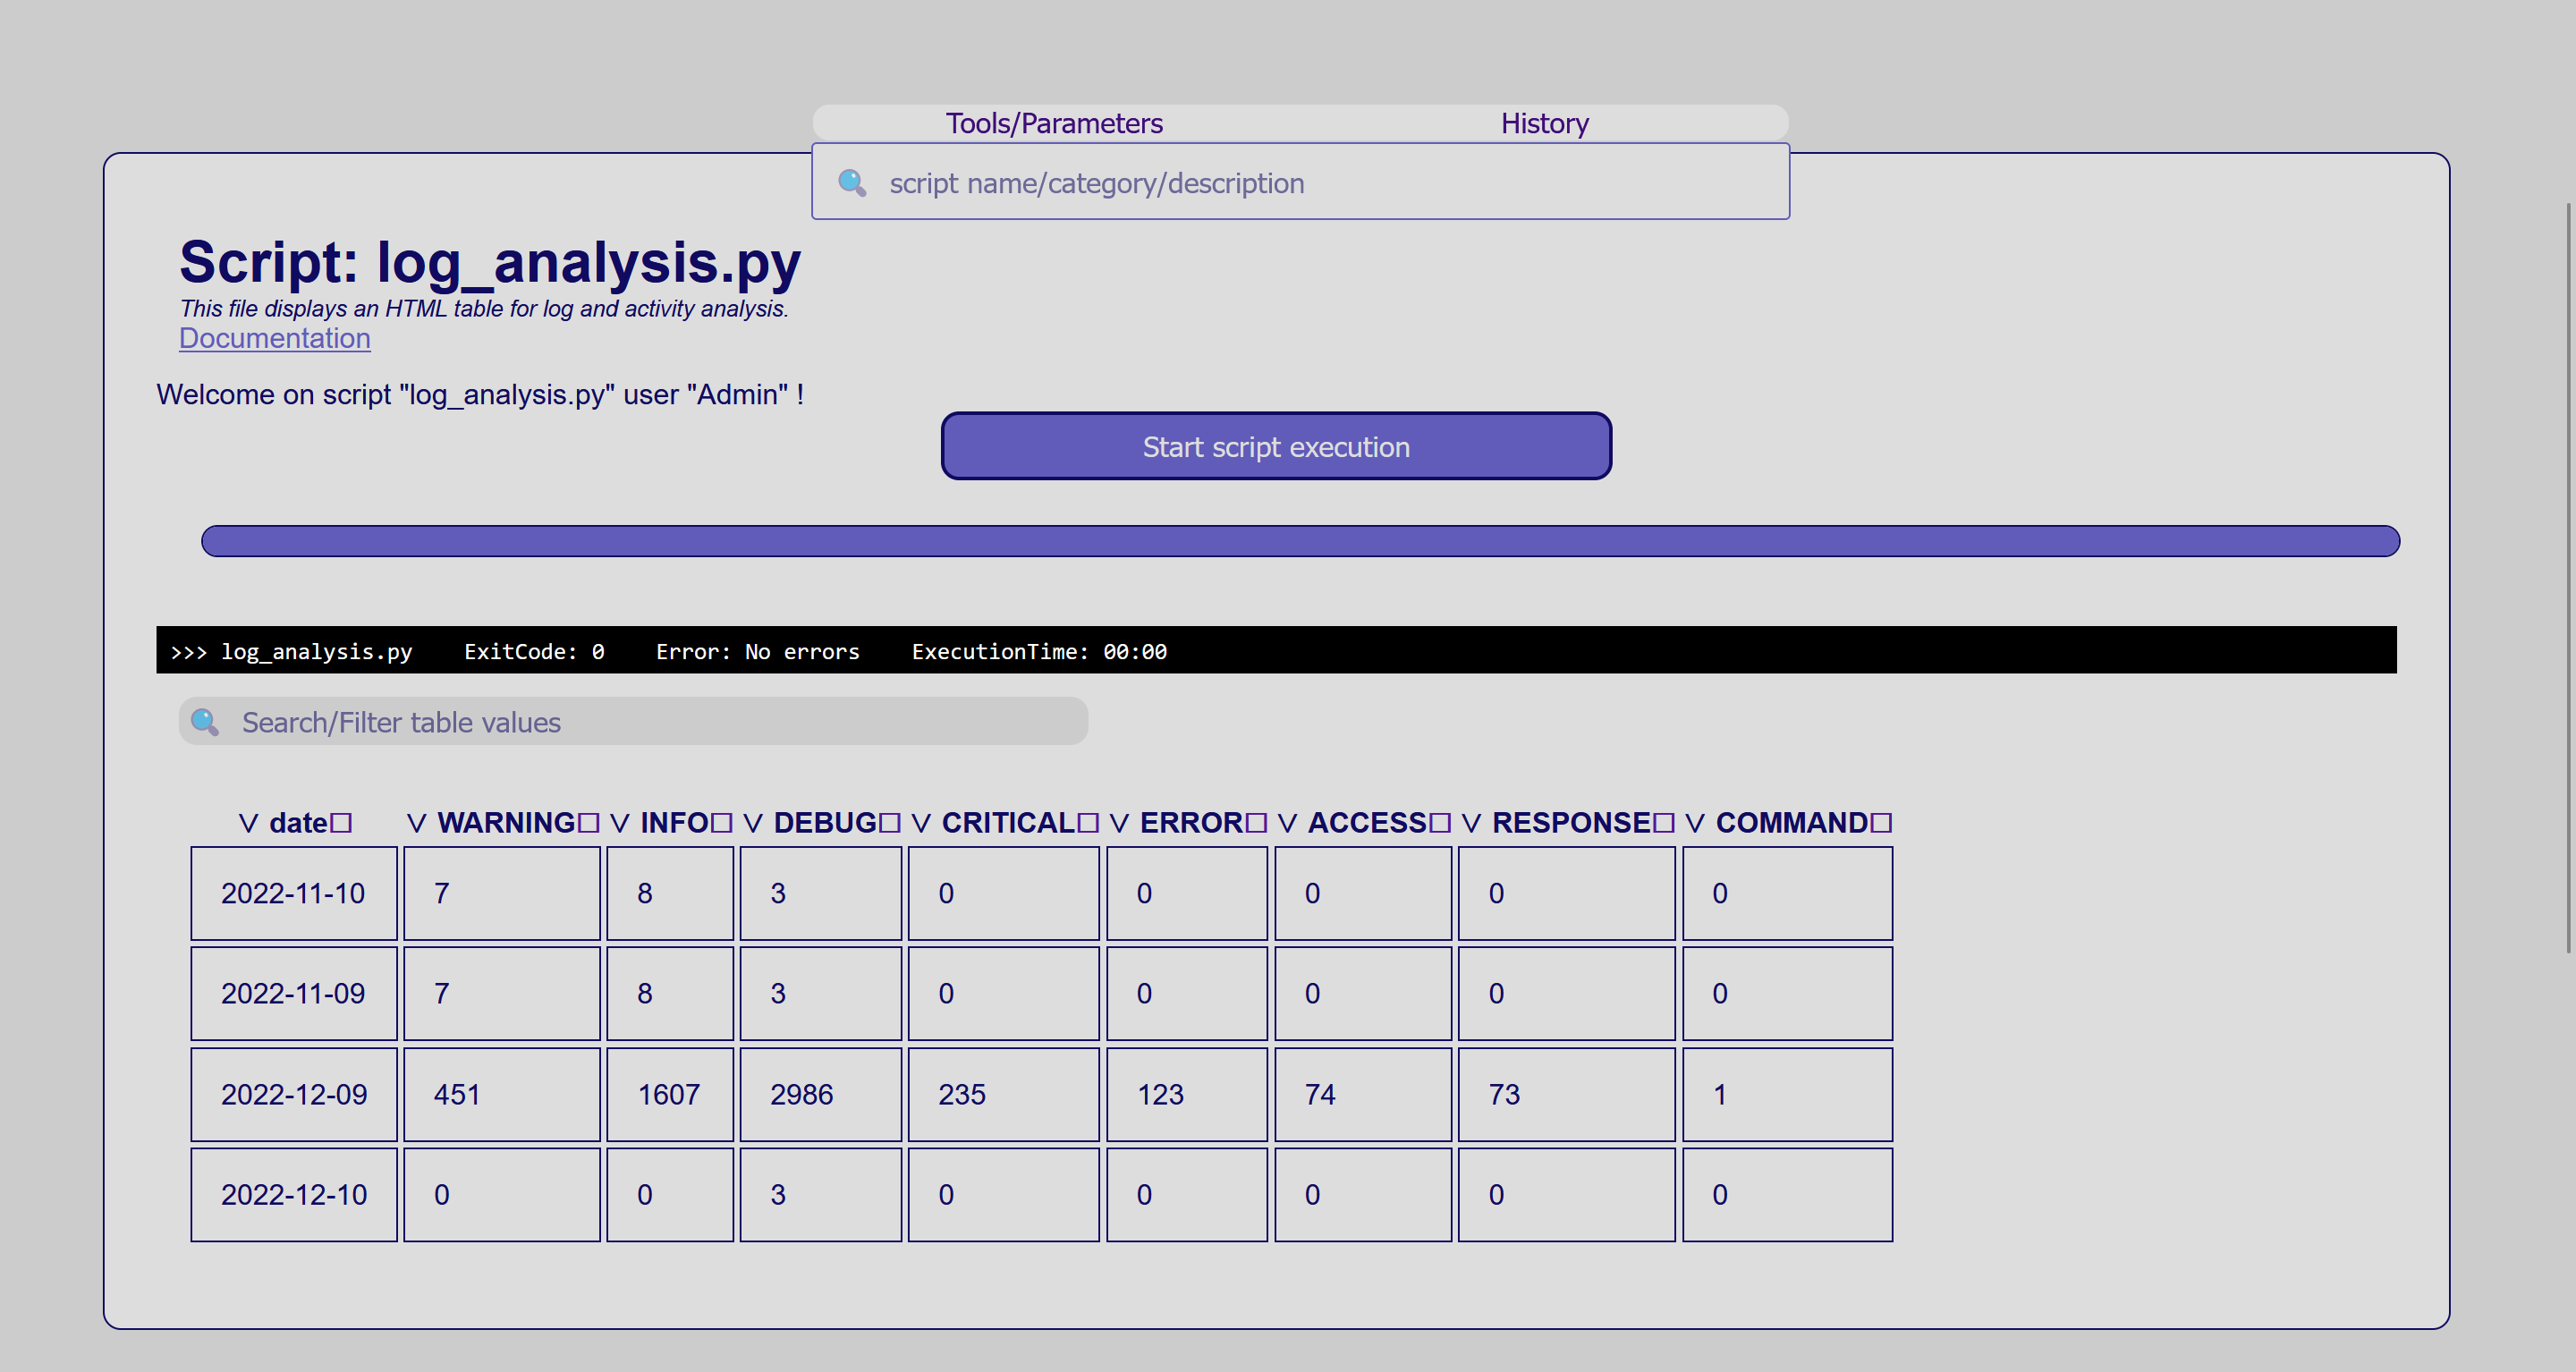 Tools/Parameters History
script name/category/description
Script: log_analysis.py
This file displays an HTML table for log and activity analysis.
Documentation
Welcome on script "log_analysis.py" user "Admin" !
Start script execution
>>> log_analysis.py ExitCode: 0 Error: No errors ExecutionTime: 00:00
Search/Filter table values
∨ date□ ∨ WARNING□ ∨ INFO□ ∨ DEBUG□ ∨ CRITICAL□ ∨ ERROR□ ∨ ACCESS□ ∨ RESPONSE□ ∨ COMMAND□
2022-11-10 7 8 3 0 0 0 0 0
2022-11-09 7 8 3 0 0 0 0 0
2022-12-09 451 1607 2986 235 123 74 73 1
2022-12-10 0 0 3 0 0 0 0 0